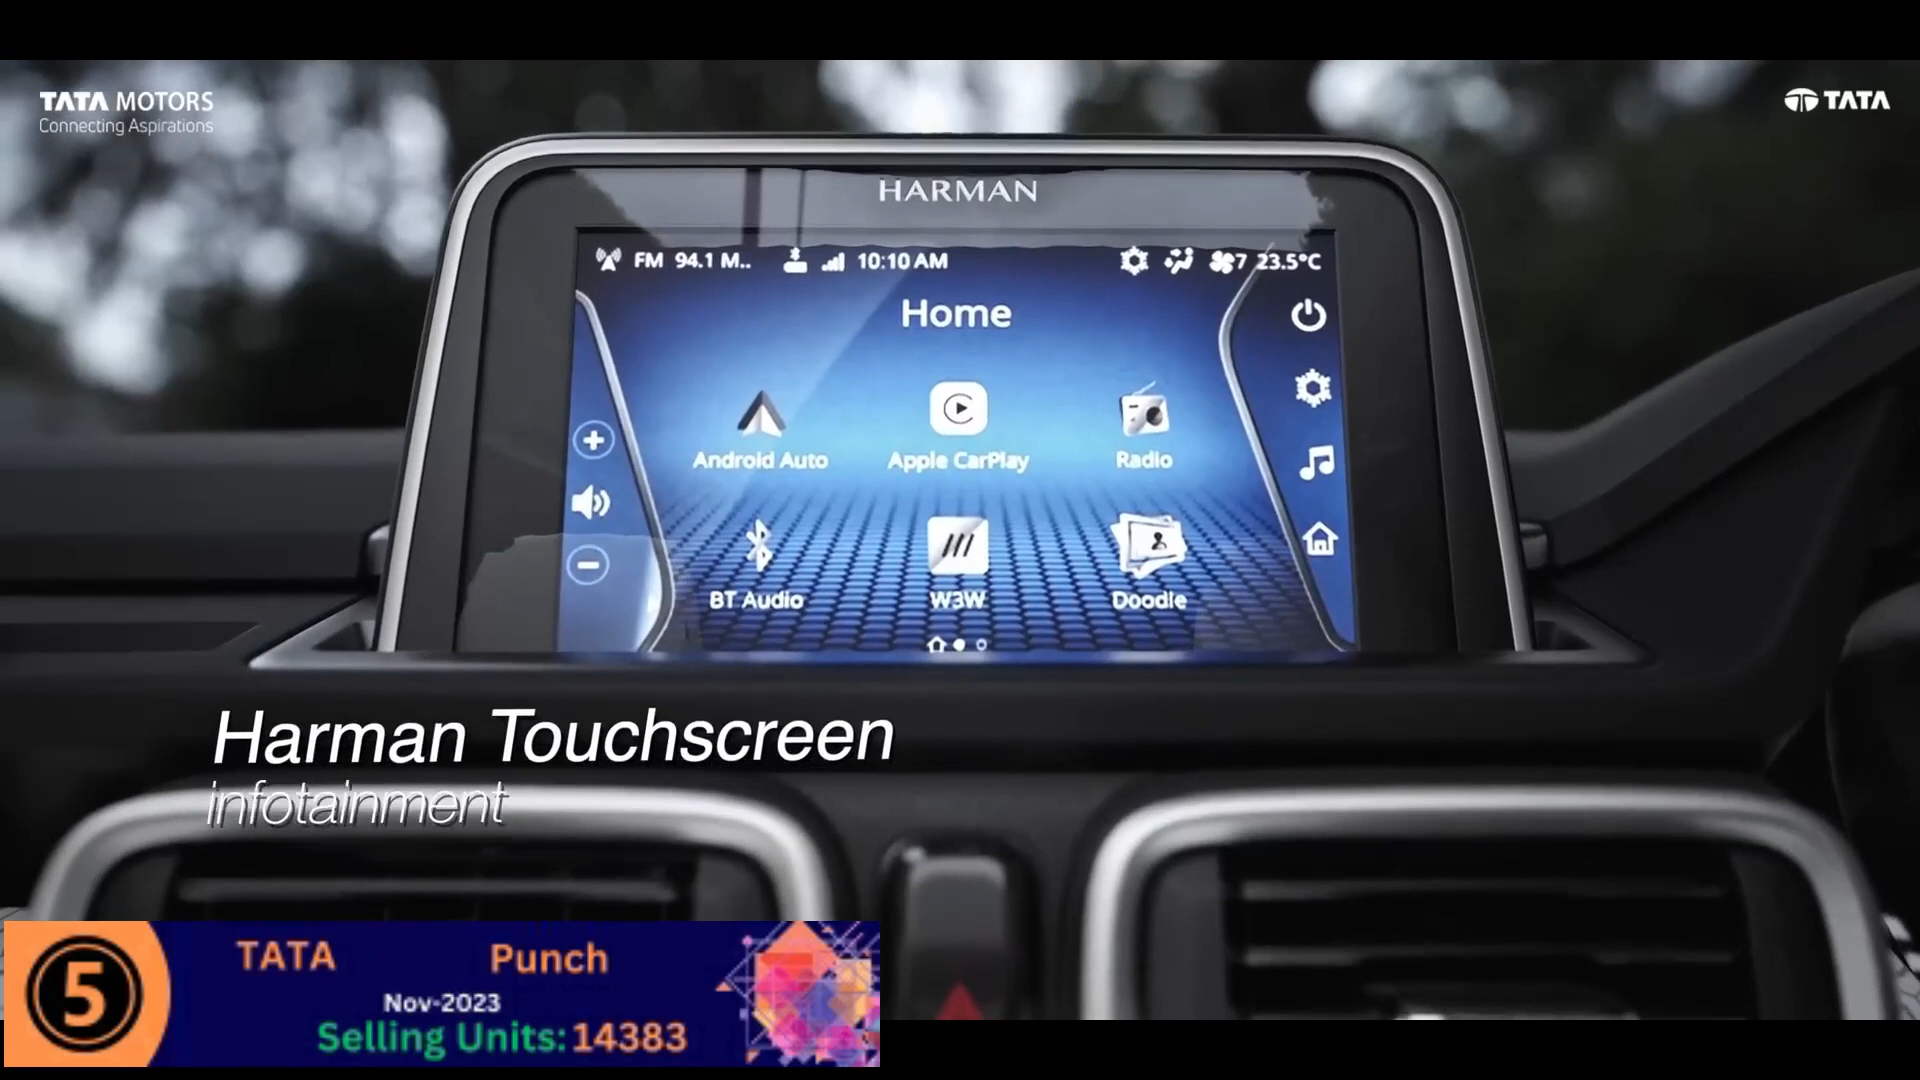 TATA MOTORS
Connecting Aspirations
TATA
HARMAN
FM 94.1 M.. 10:10 AM 7 23.5°C
Home
Android Auto Apple CarPlay Radio
BT Audio W3W Doodle
Harman Touchscreen
infotainment
5
TATA Punch
Nov-2023
Selling Units: 14383